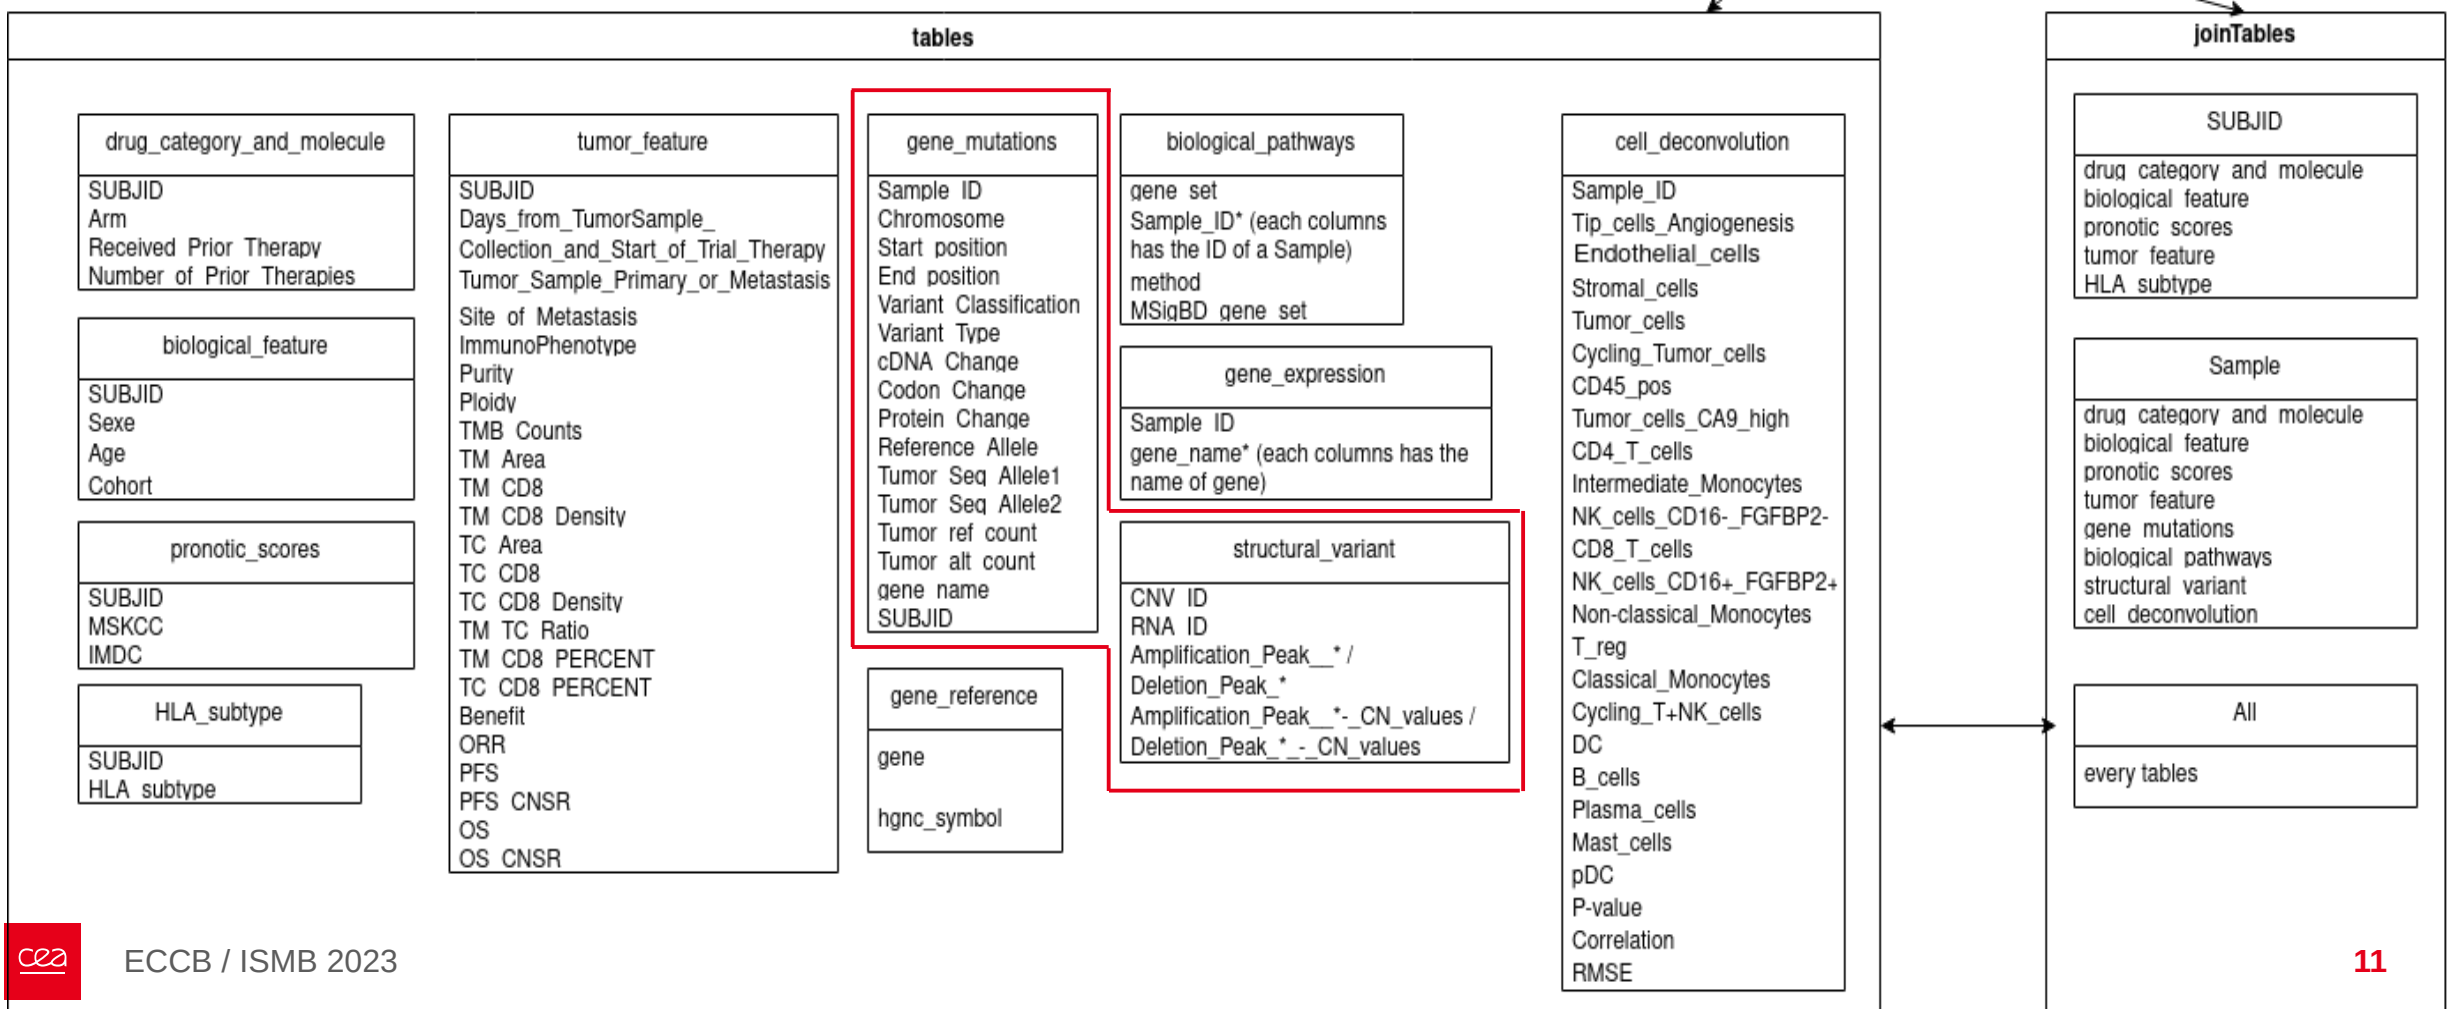 tables
drug_category_and_molecule
SUBJID
Arm
Received Prior Therapy
Number of Prior Therapies
biological_feature
SUBJID
Sexe
Age
Cohort
pronotic_scores
SUBJID
MSKCC
IMDC
HLA_subtype
SUBJID
HLA subtype
tumor_feature
SUBJID
Days_from_TumorSample_
Collection_and_Start_of_Trial_Therapy
Tumor_Sample_Primary_or_Metastasis
Site of Metastasis
ImmunoPhenotype
Purity
Ploidy
TMB Counts
TM Area
TM CD8
TM CD8 Density
TC Area
TC CD8
TC CD8 Density
TM TC Ratio
TM CD8 PERCENT
TC CD8 PERCENT
Benefit
ORR
PFS
PFS CNSR
OS
OS CNSR
gene_mutations
Sample ID
Chromosome
Start position
End position
Variant Classification
Variant Type
cDNA Change
Codon Change
Protein Change
Reference Allele
Tumor Seq Allele1
Tumor Seq Allele2
Tumor ref count
Tumor alt count
gene name
SUBJID
gene_reference
gene
hgnc_symbol
biological_pathways
gene set
Sample_ID* (each columns
has the ID of a Sample)
method
MSigBD gene set
gene_expression
Sample ID
gene_name* (each columns has the
name of gene)
structural_variant
CNV ID
RNA ID
Amplification_Peak__* /
Deletion_Peak_*
Amplification_Peak__*-_CN_values /
Deletion_Peak_*_-_CN_values
cell_deconvolution
Sample_ID
Tip_cells_Angiogenesis
Endothelial_cells
Stromal_cells
Tumor_cells
Cycling_Tumor_cells
CD45_pos
Tumor_cells_CA9_high
CD4_T_cells
Intermediate_Monocytes
NK_cells_CD16-_FGFBP2-
CD8_T_cells
NK_cells_CD16+_FGFBP2+
Non-classical_Monocytes
T_reg
Classical_Monocytes
Cycling_T+NK_cells
DC
B_cells
Plasma_cells
Mast_cells
pDC
P-value
Correlation
RMSE
joinTables
SUBJID
drug category and molecule
biological feature
pronotic scores
tumor feature
HLA subtype
Sample
drug category and molecule
biological feature
pronotic scores
tumor feature
gene mutations
biological pathways
structural variant
cell deconvolution
All
every tables
cea
ECCB / ISMB 2023
11